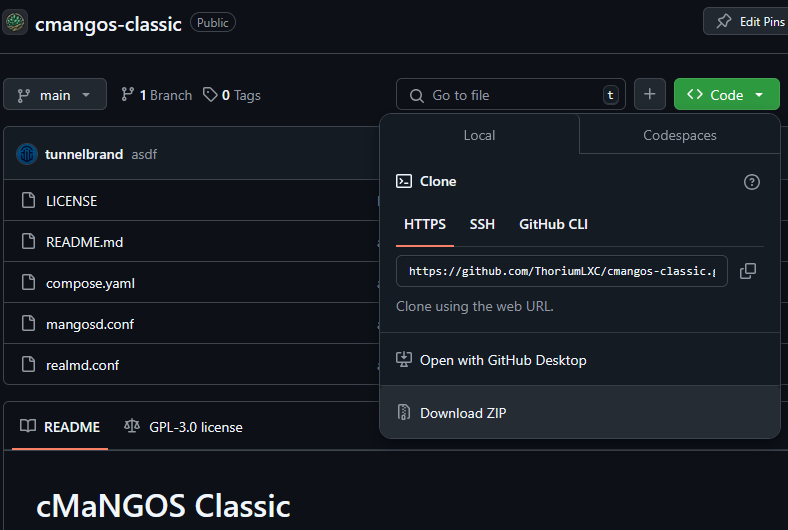 cmangos-classic Public Edit Pins
main 1 Branch 0 Tags Go to file t Code
Local Codespaces
tunnelbrand asdf
Clone
LICENSE
HTTPS SSH GitHub CLI
README.md
https://github.com/ThoriumLXC/cmangos-classic.g
compose.yaml
Clone using the web URL.
mangosd.conf
Open with GitHub Desktop
realmd.conf
Download ZIP
README GPL-3.0 license
cMaNGOS Classic